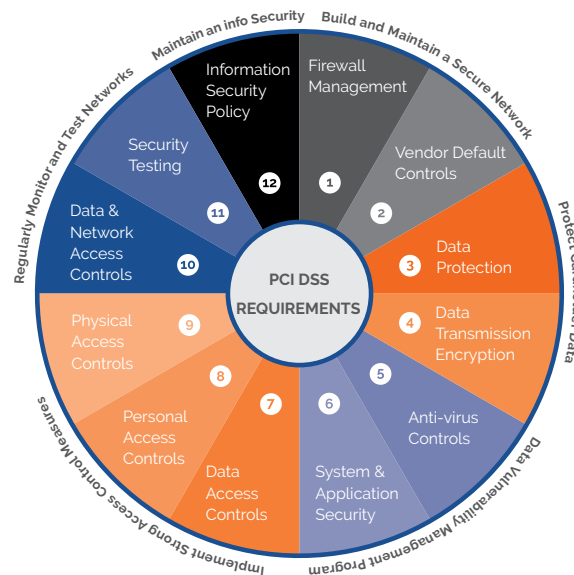 Maintain an info Security
Build and Maintain a Secure Network
Protect Cardholder Data
Data Vulnerability Management Program
Implement Strong Access Control Measures
Regularly Monitor and Test Networks
PCI DSS
REQUIREMENTS
Firewall
Management
1
Vendor Default
Controls
2
Data
Protection
3
Data
Transmission
Encryption
4
Anti-virus
Controls
5
System &
Application
Security
6
Data
Access
Controls
7
Personal
Access
Controls
8
Physical
Access
Controls
9
Data &
Network
Access
Controls
10
Security
Testing
11
Information
Security
Policy
12